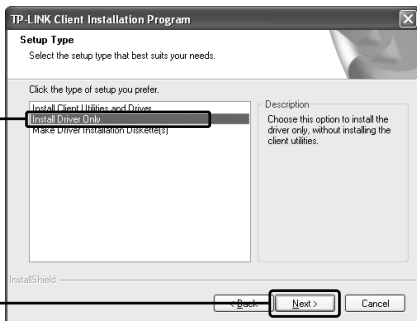 TP-LINK Client Installation Program
Setup Type
Select the setup type that best suits your needs.
Click the type of setup you prefer.
Install Client Utilities and Driver
Install Driver Only
Make Driver Installation Diskette(s)
Description
Choose this option to install the
driver only, without installing the
client utilities.
InstallShield
< Back
Next >
Cancel